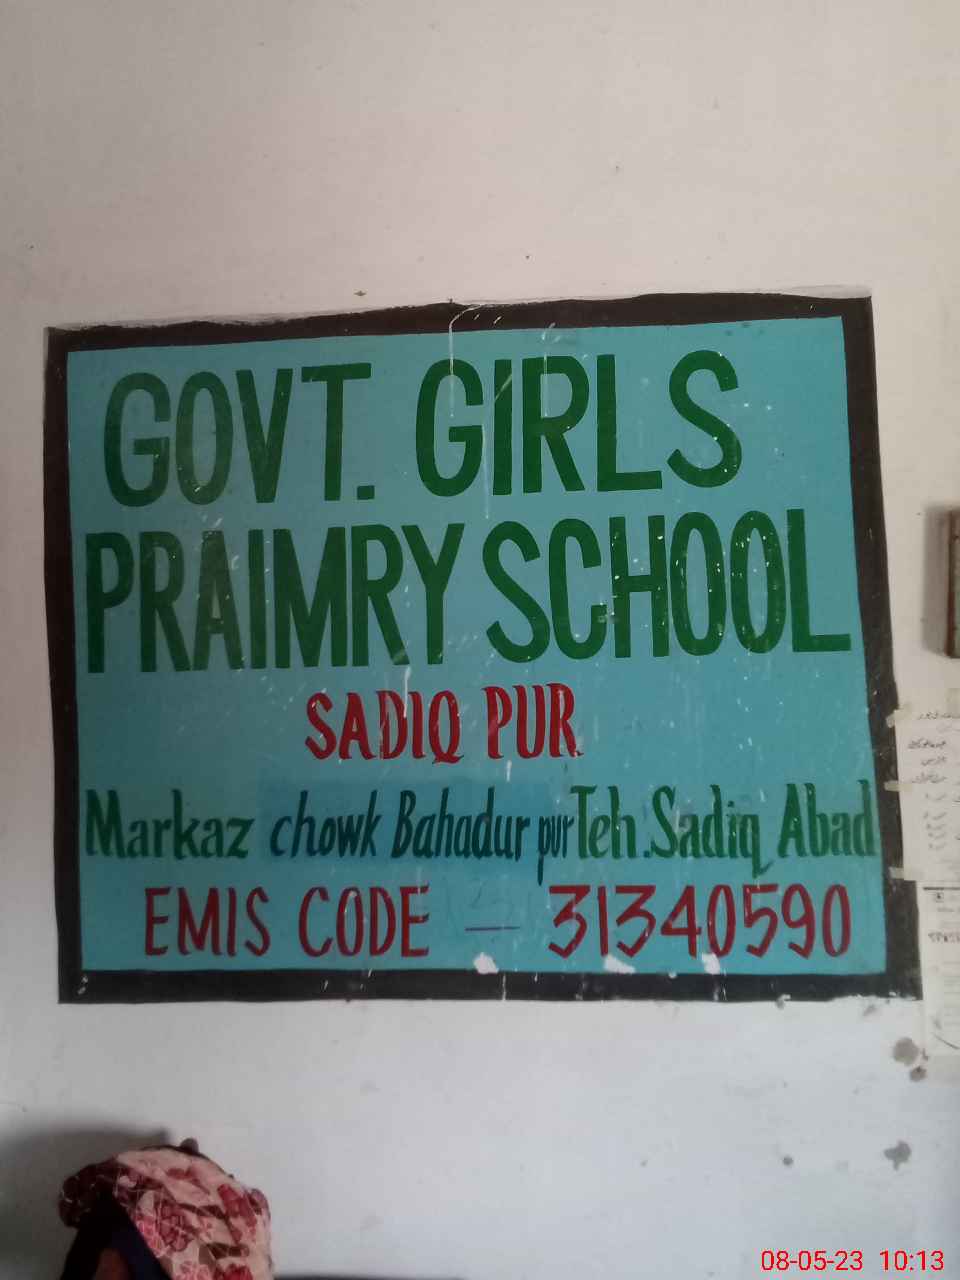 GOVT. GIRLS
PRAIMRY SCHOOL
SADIQ PUR
Markaz chowk Bahadur pur Teh. Sadiq Abad
EMIS CODE — 31340590
08-05-23 10:13